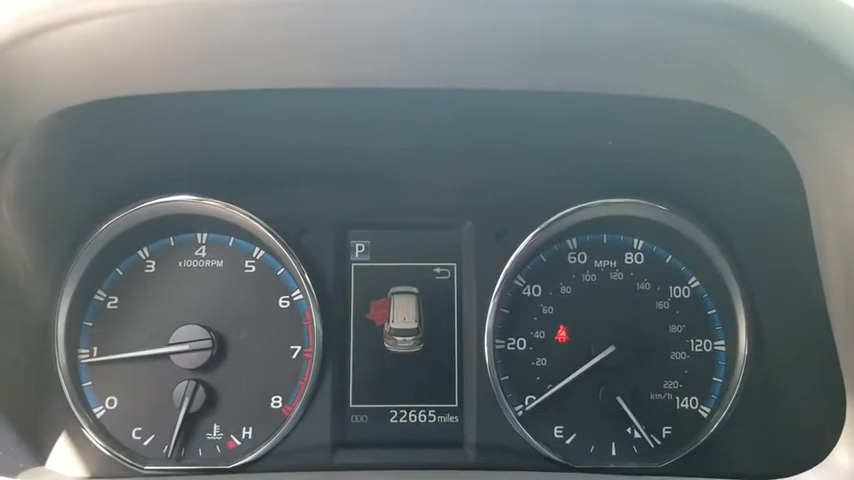 0 1 2 3 4 5 6 7 8
x1000RPM
C H
P
ODO 22665 miles
0 20 40 60 80 100 120 140
MPH
20 40 60 80 100 120 140 160 180 200 220
km/h
E F